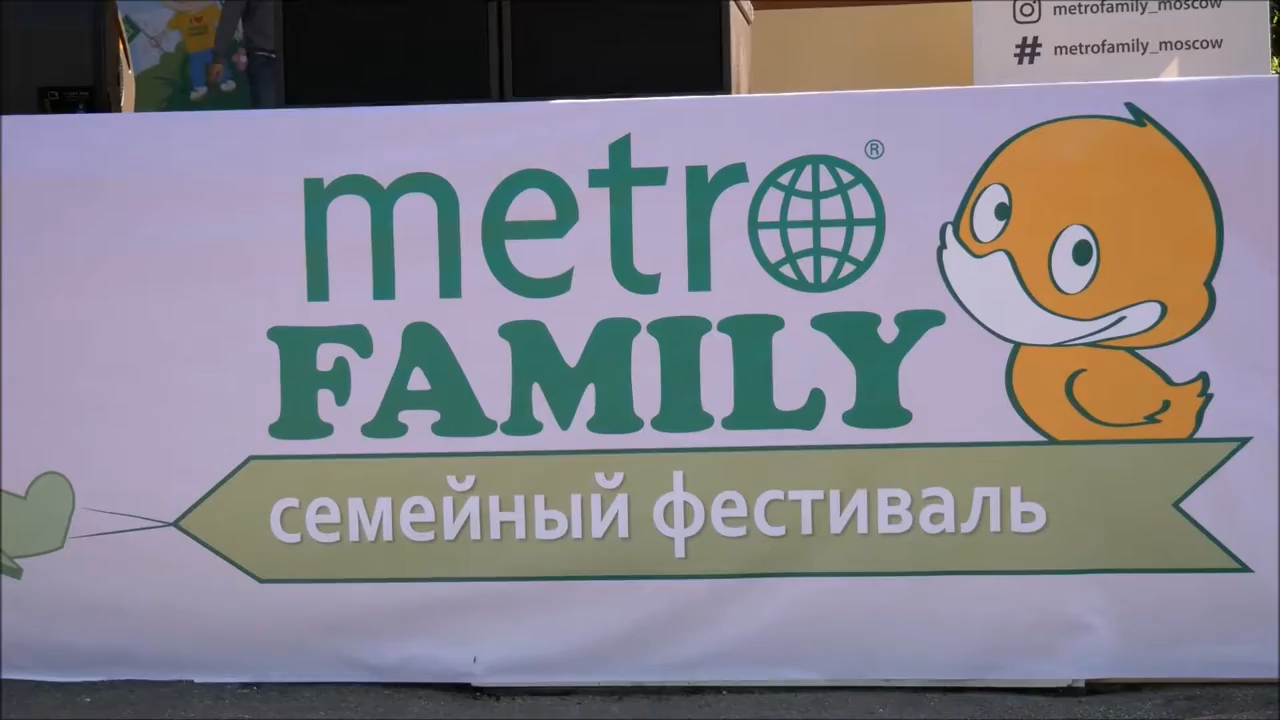 metrofamily_moscow
# metrofamily_moscow
metro®
FAMILY
семейный фестиваль